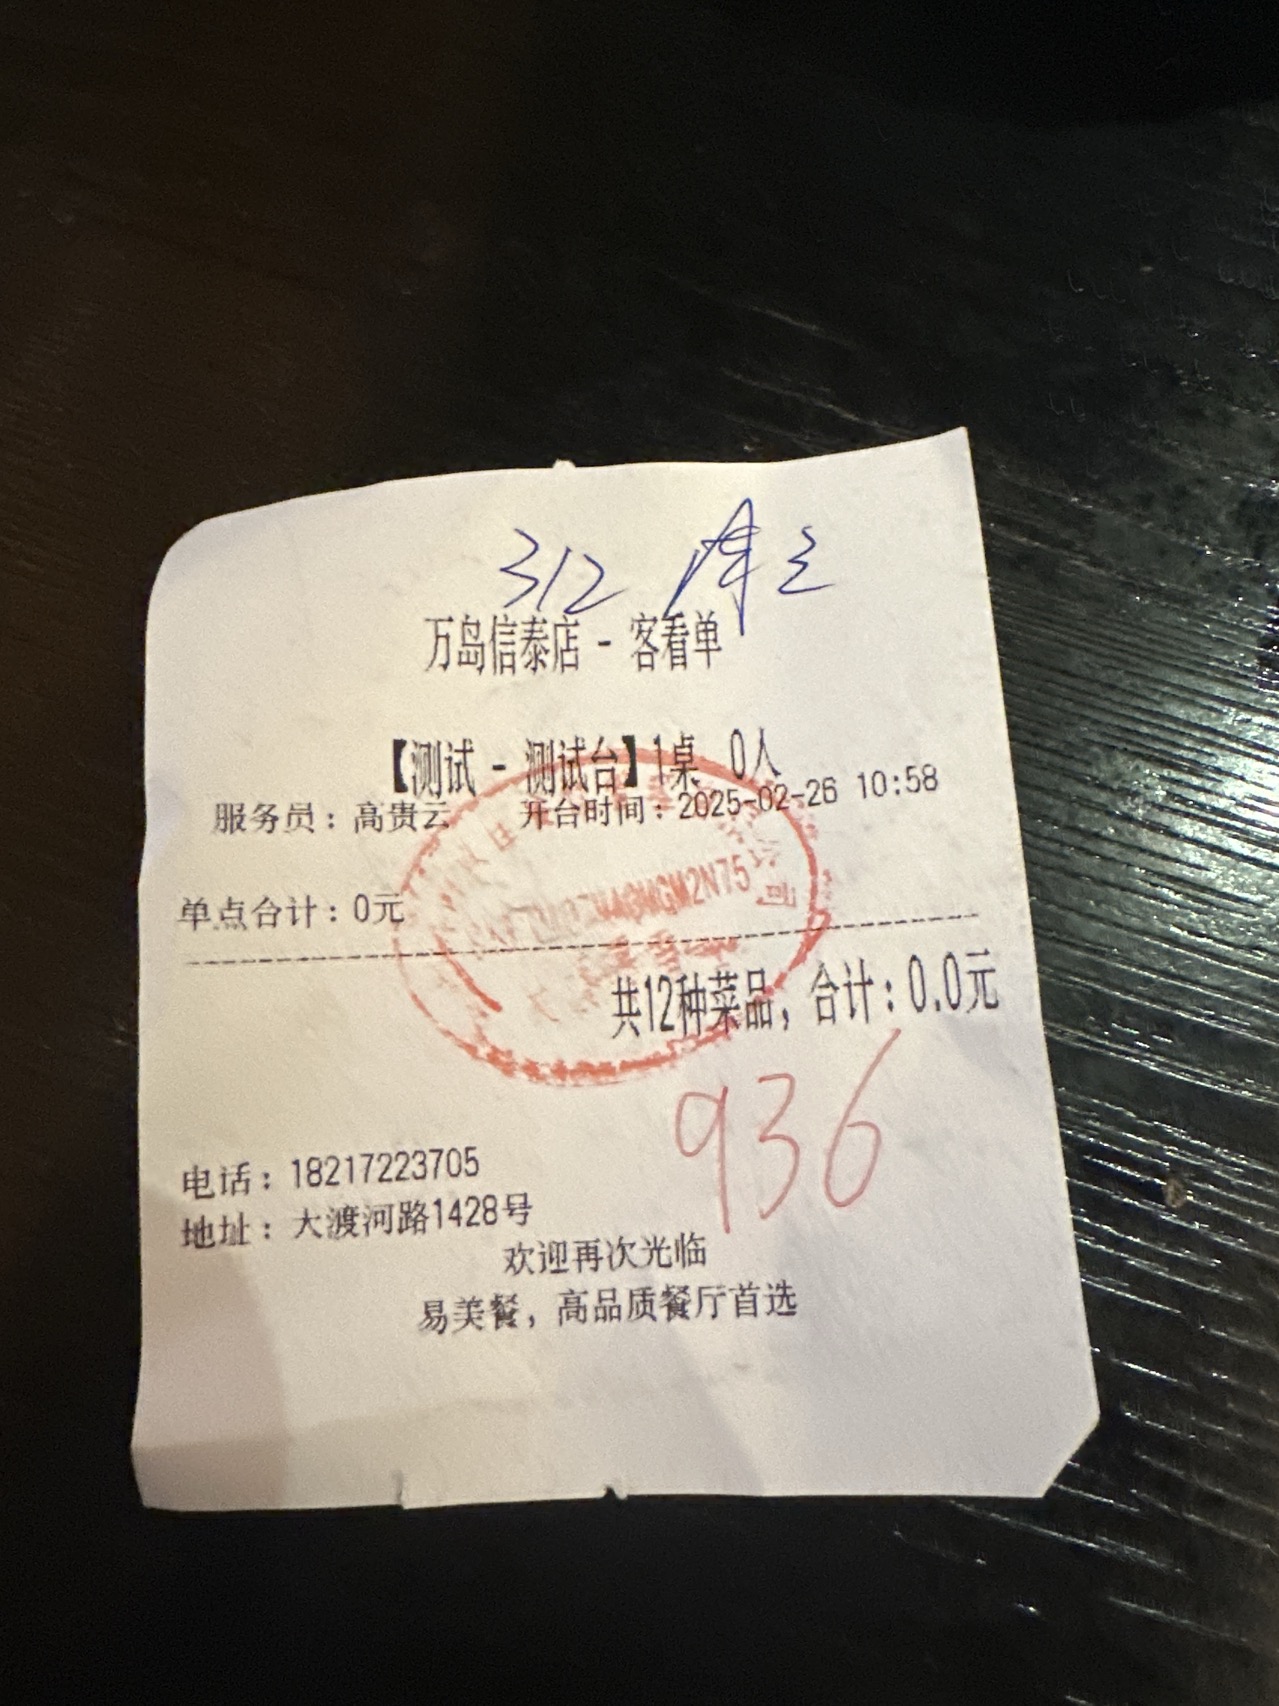 312
万岛信泰店 - 客看单
【测试 - 测试台】1桌 0人
服务员：高贵云 开台时间：2025-02-26 10:58
单点合计：0元
共12种菜品，合计：0.0元
936
电话：18217223705
地址：大渡河路1428号
欢迎再次光临
易美餐，高品质餐厅首选